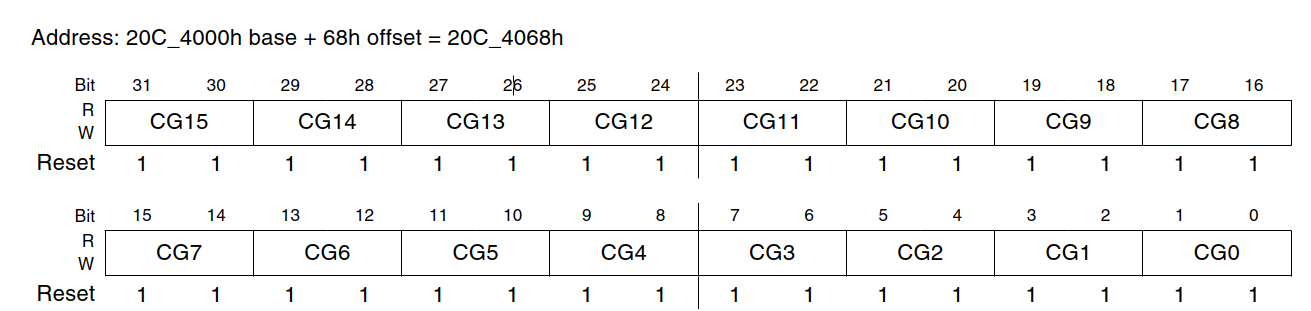 Address: 20C_4000h base + 68h offset = 20C_4068h
Bit 31 30 29 28 27 26 25 24 23 22 21 20 19 18 17 16
R
CG15 CG14 CG13 CG12 CG11 CG10 CG9 CG8
W
Reset 1 1 1 1 1 1 1 1 1 1 1 1 1 1 1 1
Bit 15 14 13 12 11 10 9 8 7 6 5 4 3 2 1 0
R
CG7 CG6 CG5 CG4 CG3 CG2 CG1 CG0
W
Reset 1 1 1 1 1 1 1 1 1 1 1 1 1 1 1 1